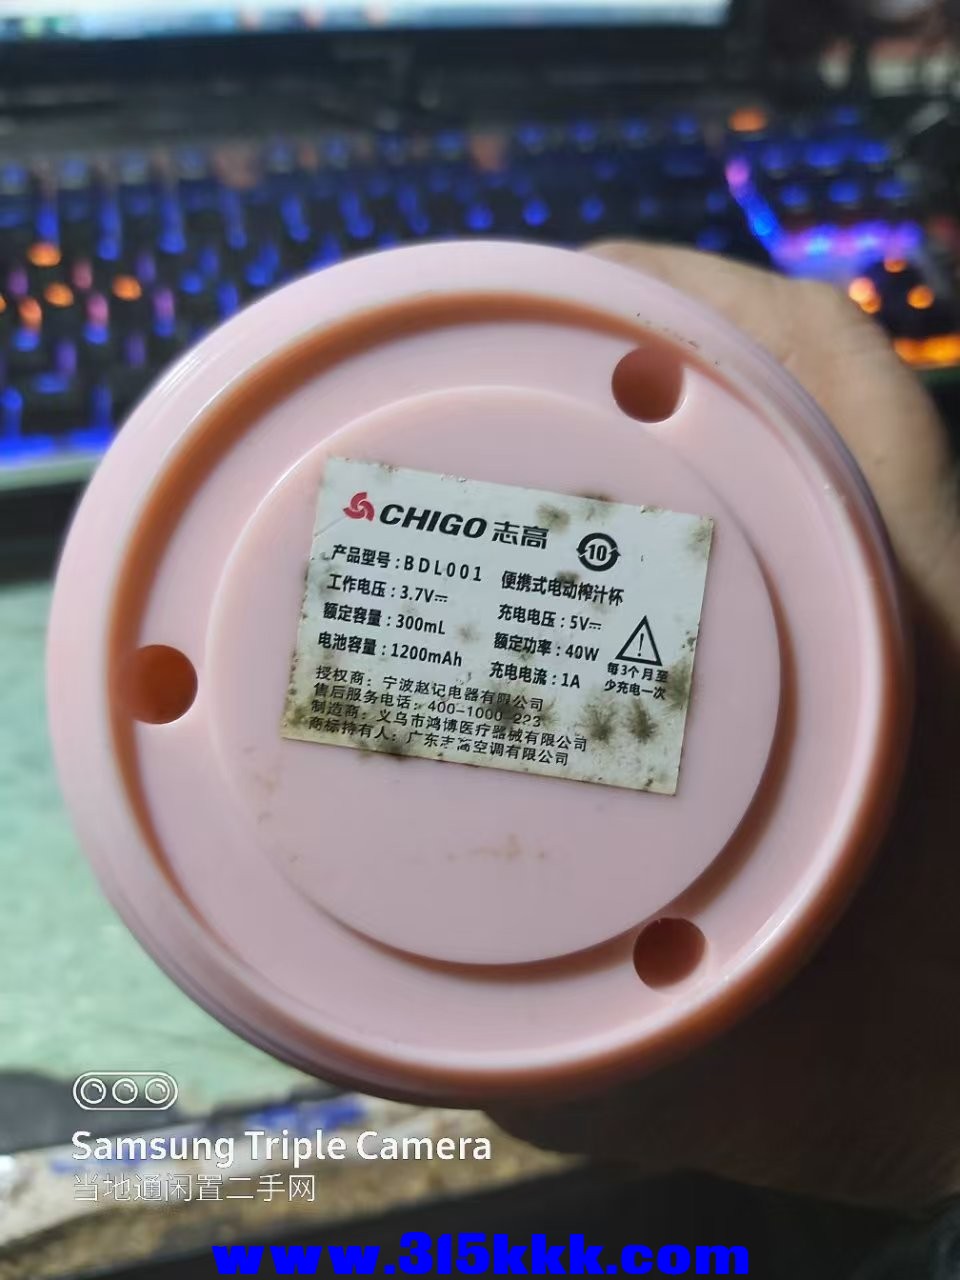 CHIGO 志高
10
产品型号：BDL001 便携式电动榨汁杯
工作电压：3.7V⎓ 充电电压：5V⎓
额定容量：300mL 额定功率：40W
电池容量：1200mAh 充电电流：1A
每3个月至
少充电一次
授权商：宁波赵记电器有限公司
售后服务电话：400-1000-223
制造商：义乌市鸿博医疗器械有限公司
商标持有人：广东志高空调有限公司
Samsung Triple Camera
当地通闲置二手网
www.315kkk.com